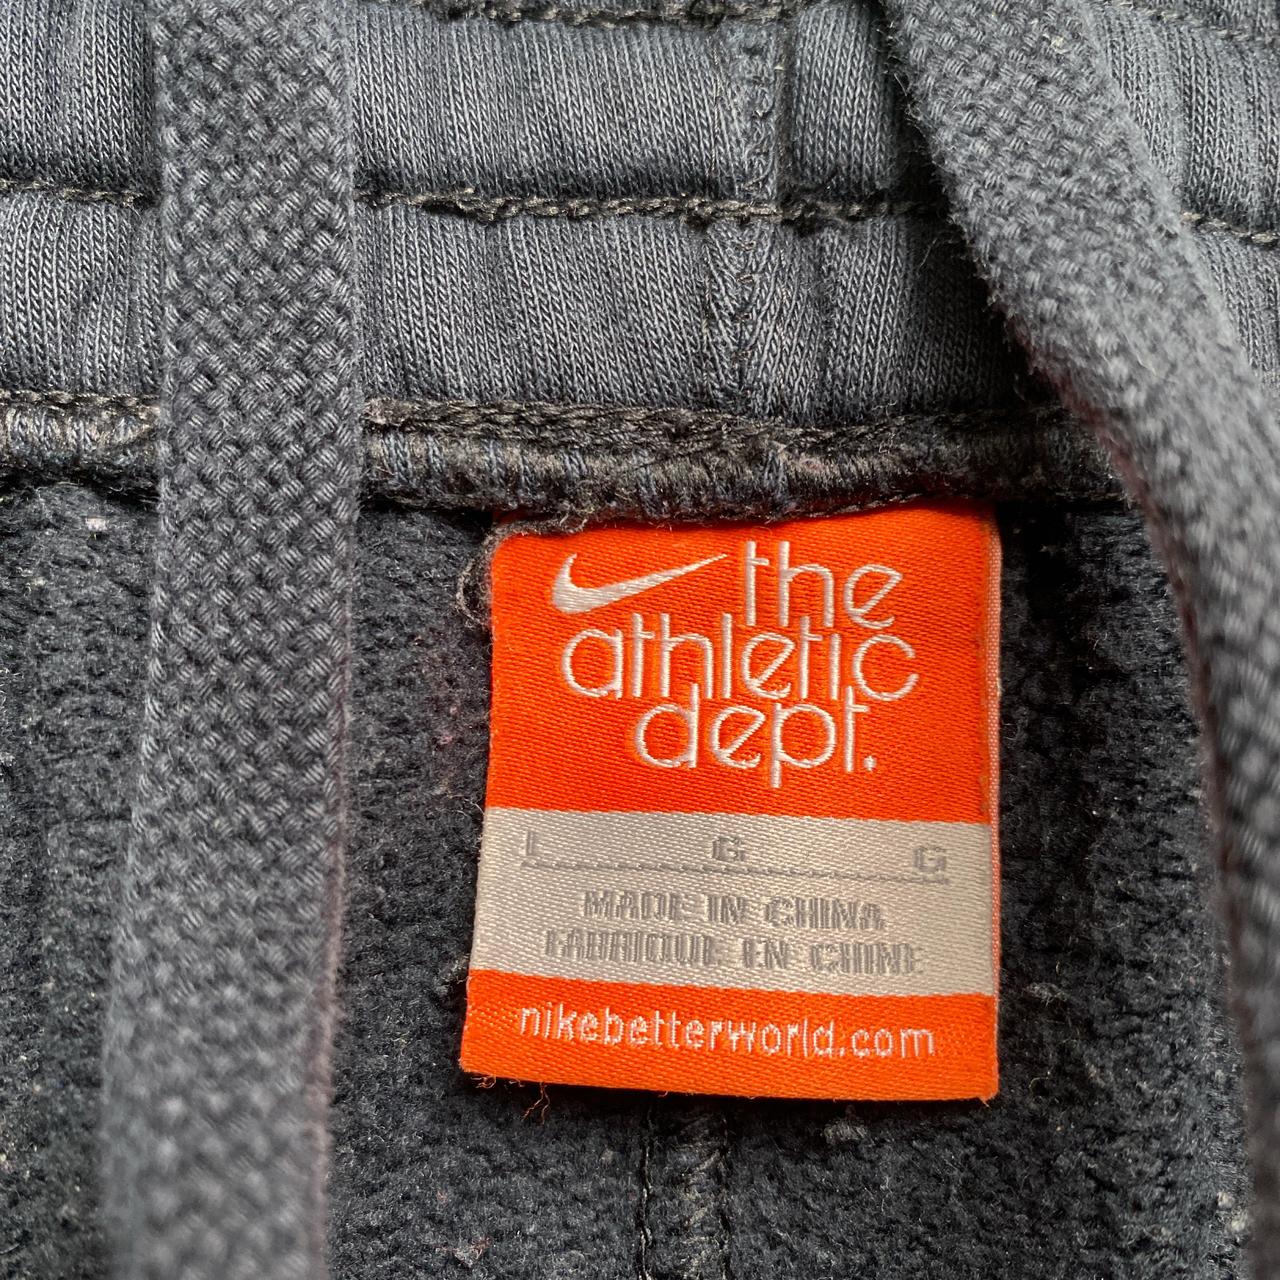 the
athletic
dept.
L G G
MADE IN CHINA
FABRIQUE EN CHINE
nikebetterworld.com